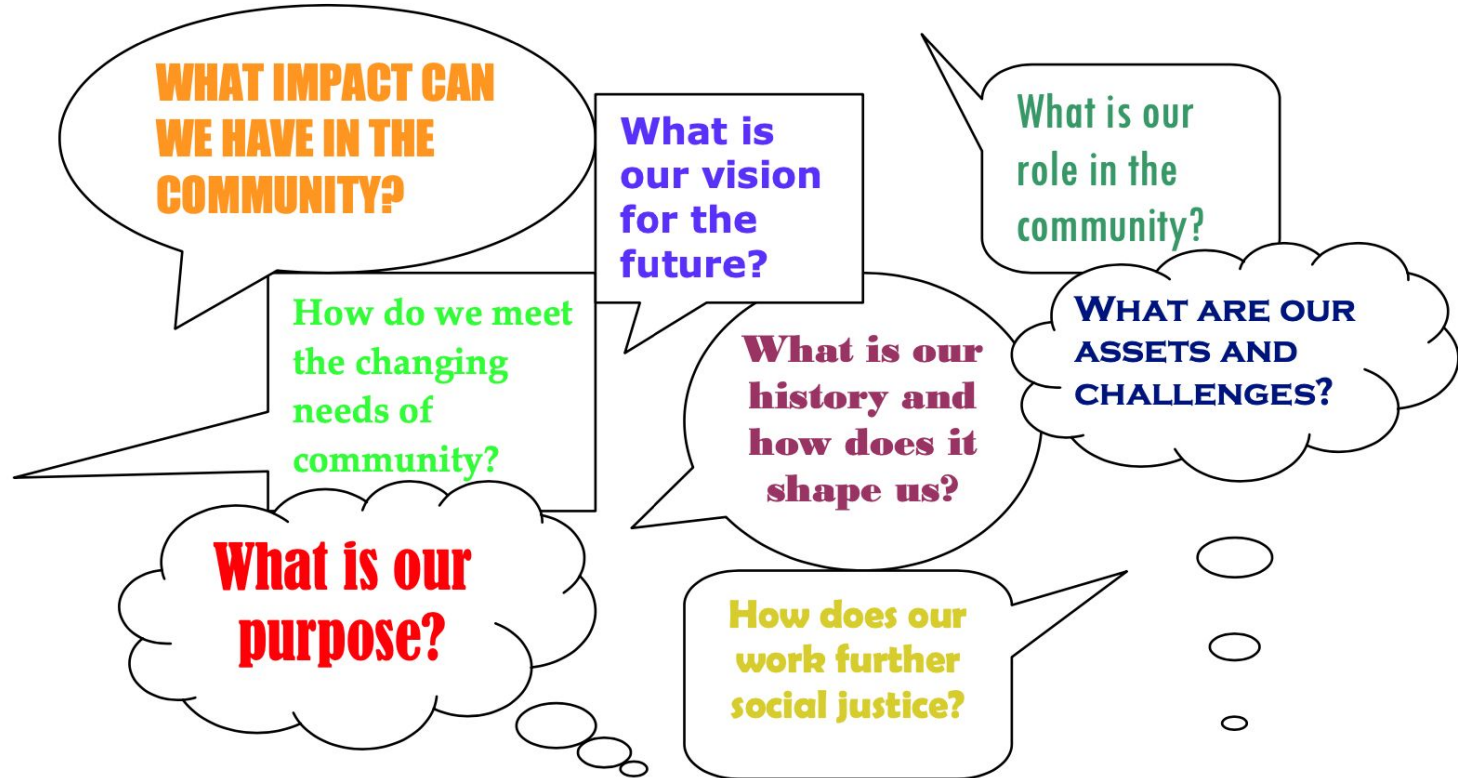 WHAT IMPACT CAN
WE HAVE IN THE
COMMUNITY?
What is
our vision
for the
future?
What is our
role in the
community?
How do we meet
the changing
needs of
community?
What is our
history and
how does it
shape us?
WHAT ARE OUR
ASSETS AND
CHALLENGES?
What is our
purpose?
How does our
work further
social justice?